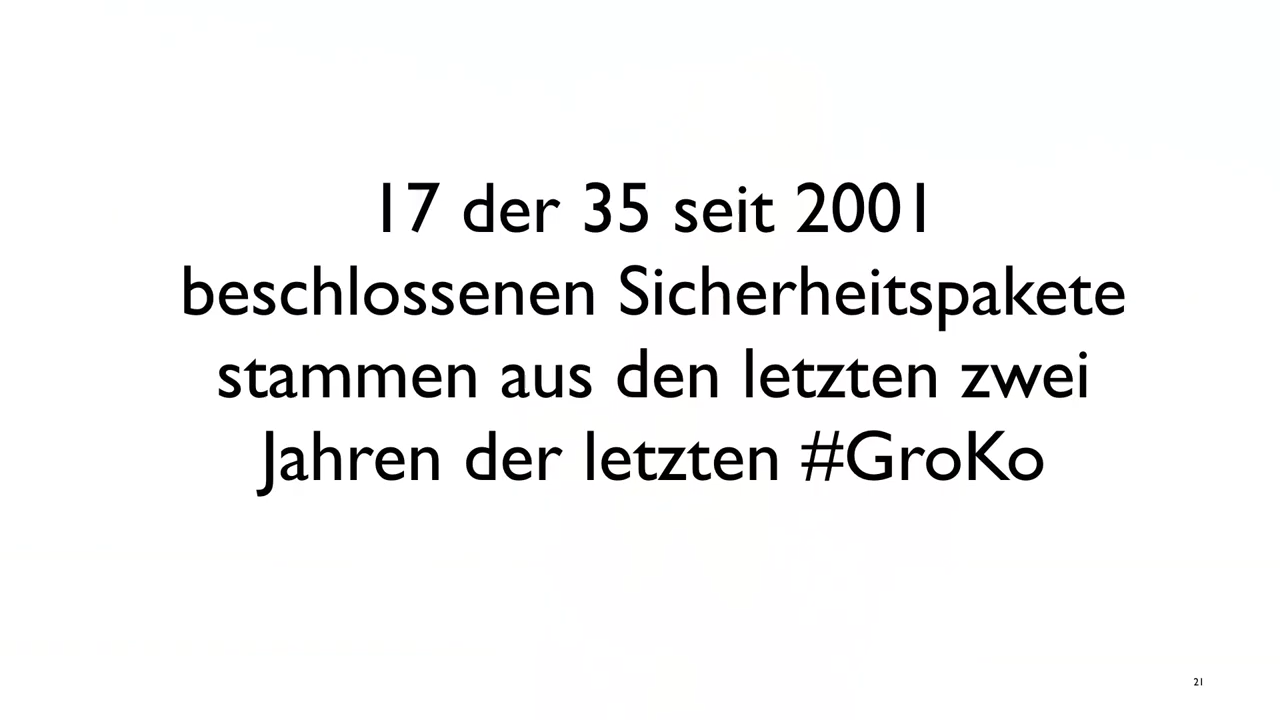 17 der 35 seit 2001
beschlossenen Sicherheitspakete
stammen aus den letzten zwei
Jahren der letzten #GroKo
21